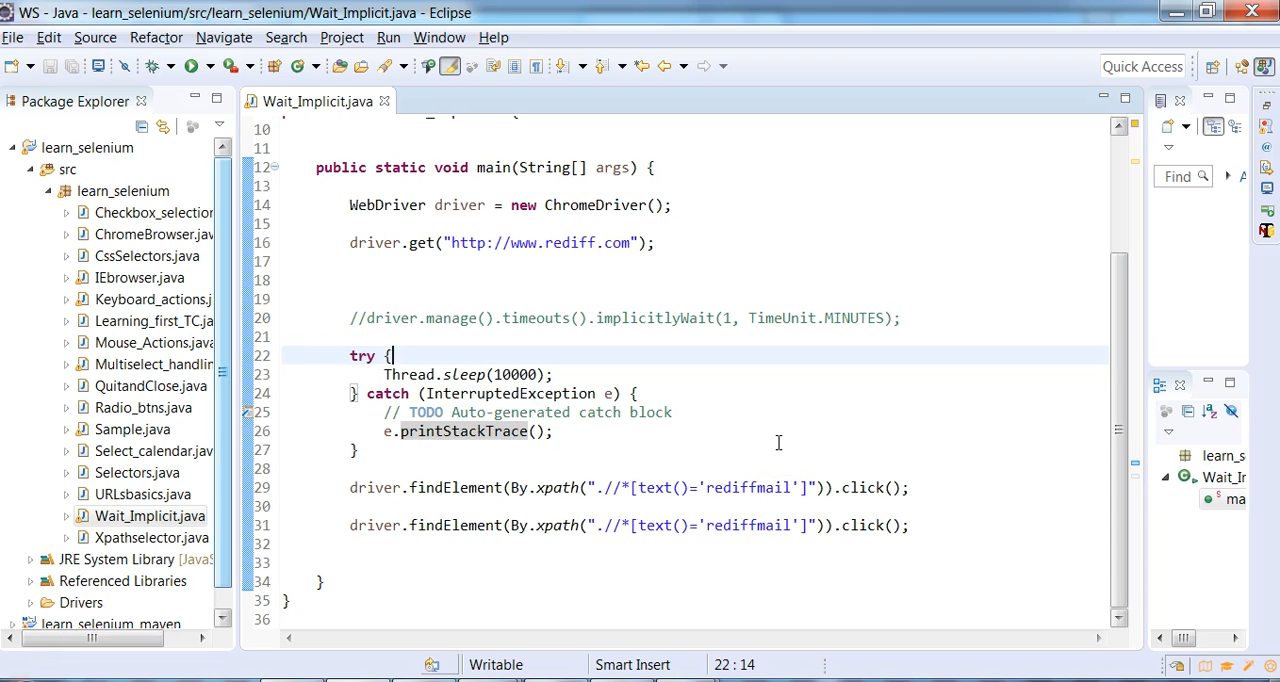 WS - Java - learn_selenium/src/learn_selenium/Wait_Implicit.java - Eclipse
File Edit Source Refactor Navigate Search Project Run Window Help
Quick Access
Package Explorer
Wait_Implicit.java
learn_selenium
src
learn_selenium
Checkbox_selection
ChromeBrowser.jav
CssSelectors.java
IEbrowser.java
Keyboard_actions.j
Learning_first_TC.ja
Mouse_Actions.java
Multiselect_handlin
QuitandClose.java
Radio_btns.java
Sample.java
Select_calendar.jav
Selectors.java
URLsbasics.java
Wait_Implicit.java
Xpathselector.java
JRE System Library [JavaS
Referenced Libraries
Drivers
learn_selenium_maven
10
11
12 public static void main(String[] args) {
13
14 WebDriver driver = new ChromeDriver();
15
16 driver.get("http://www.rediff.com");
17
18
19
20 //driver.manage().timeouts().implicitlyWait(1, TimeUnit.MINUTES);
21
22 try {
23 Thread.sleep(10000);
24 } catch (InterruptedException e) {
25 // TODO Auto-generated catch block
26 e.printStackTrace();
27 }
28
29 driver.findElement(By.xpath(".//*[text()='rediffmail']")).click();
30
31 driver.findElement(By.xpath(".//*[text()='rediffmail']")).click();
32
33
34 }
35 }
36
Find
A
learn_s
Wait_Ir
ma
Writable Smart Insert 22 : 14